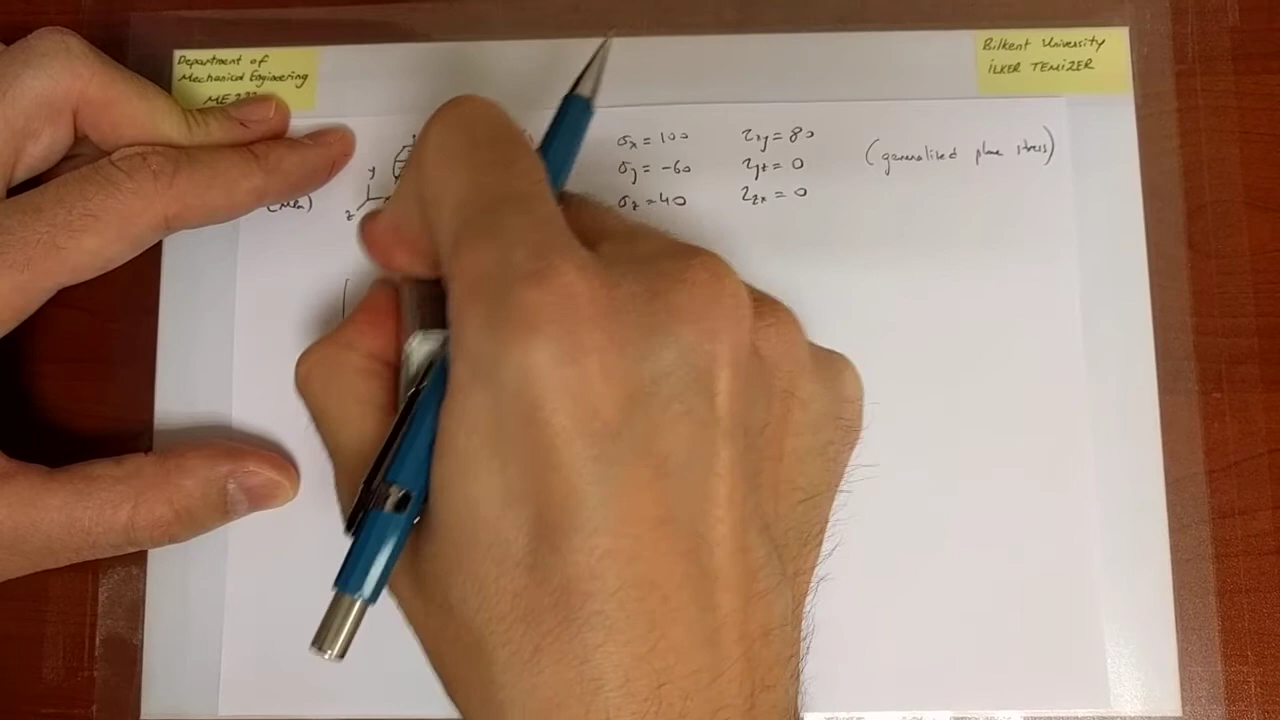 Department of
Mechanical Engineering
Bilkent University
İLKER TEMİZER
σx = 100
τxy = 80
(generalized plane stress)
σy = -60
τyz = 0
σz = 40
τzx = 0
y
z
(MPa)